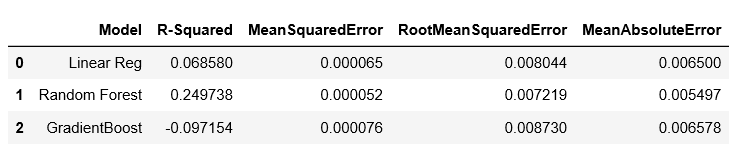 Model R-Squared MeanSquaredError RootMeanSquaredError MeanAbsoluteError
0 Linear Reg 0.068580 0.000065 0.008044 0.006500
1 Random Forest 0.249738 0.000052 0.007219 0.005497
2 GradientBoost -0.097154 0.000076 0.008730 0.006578